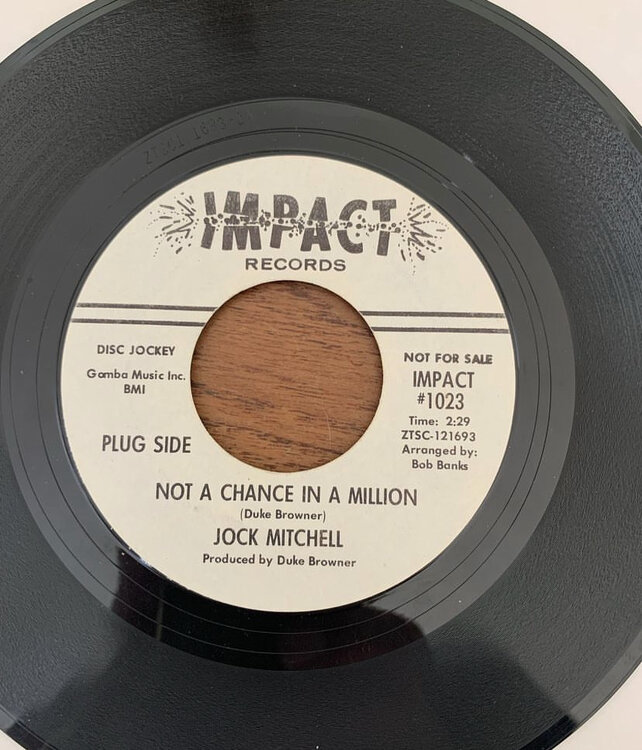 IMPACT
RECORDS
DISC JOCKEY
Gomba Music Inc.
BMI
PLUG SIDE
NOT FOR SALE
IMPACT
#1023
Time: 2:29
ZTSC-121693
Arranged by:
Bob Banks
NOT A CHANCE IN A MILLION
(Duke Browner)
JOCK MITCHELL
Produced by Duke Browner